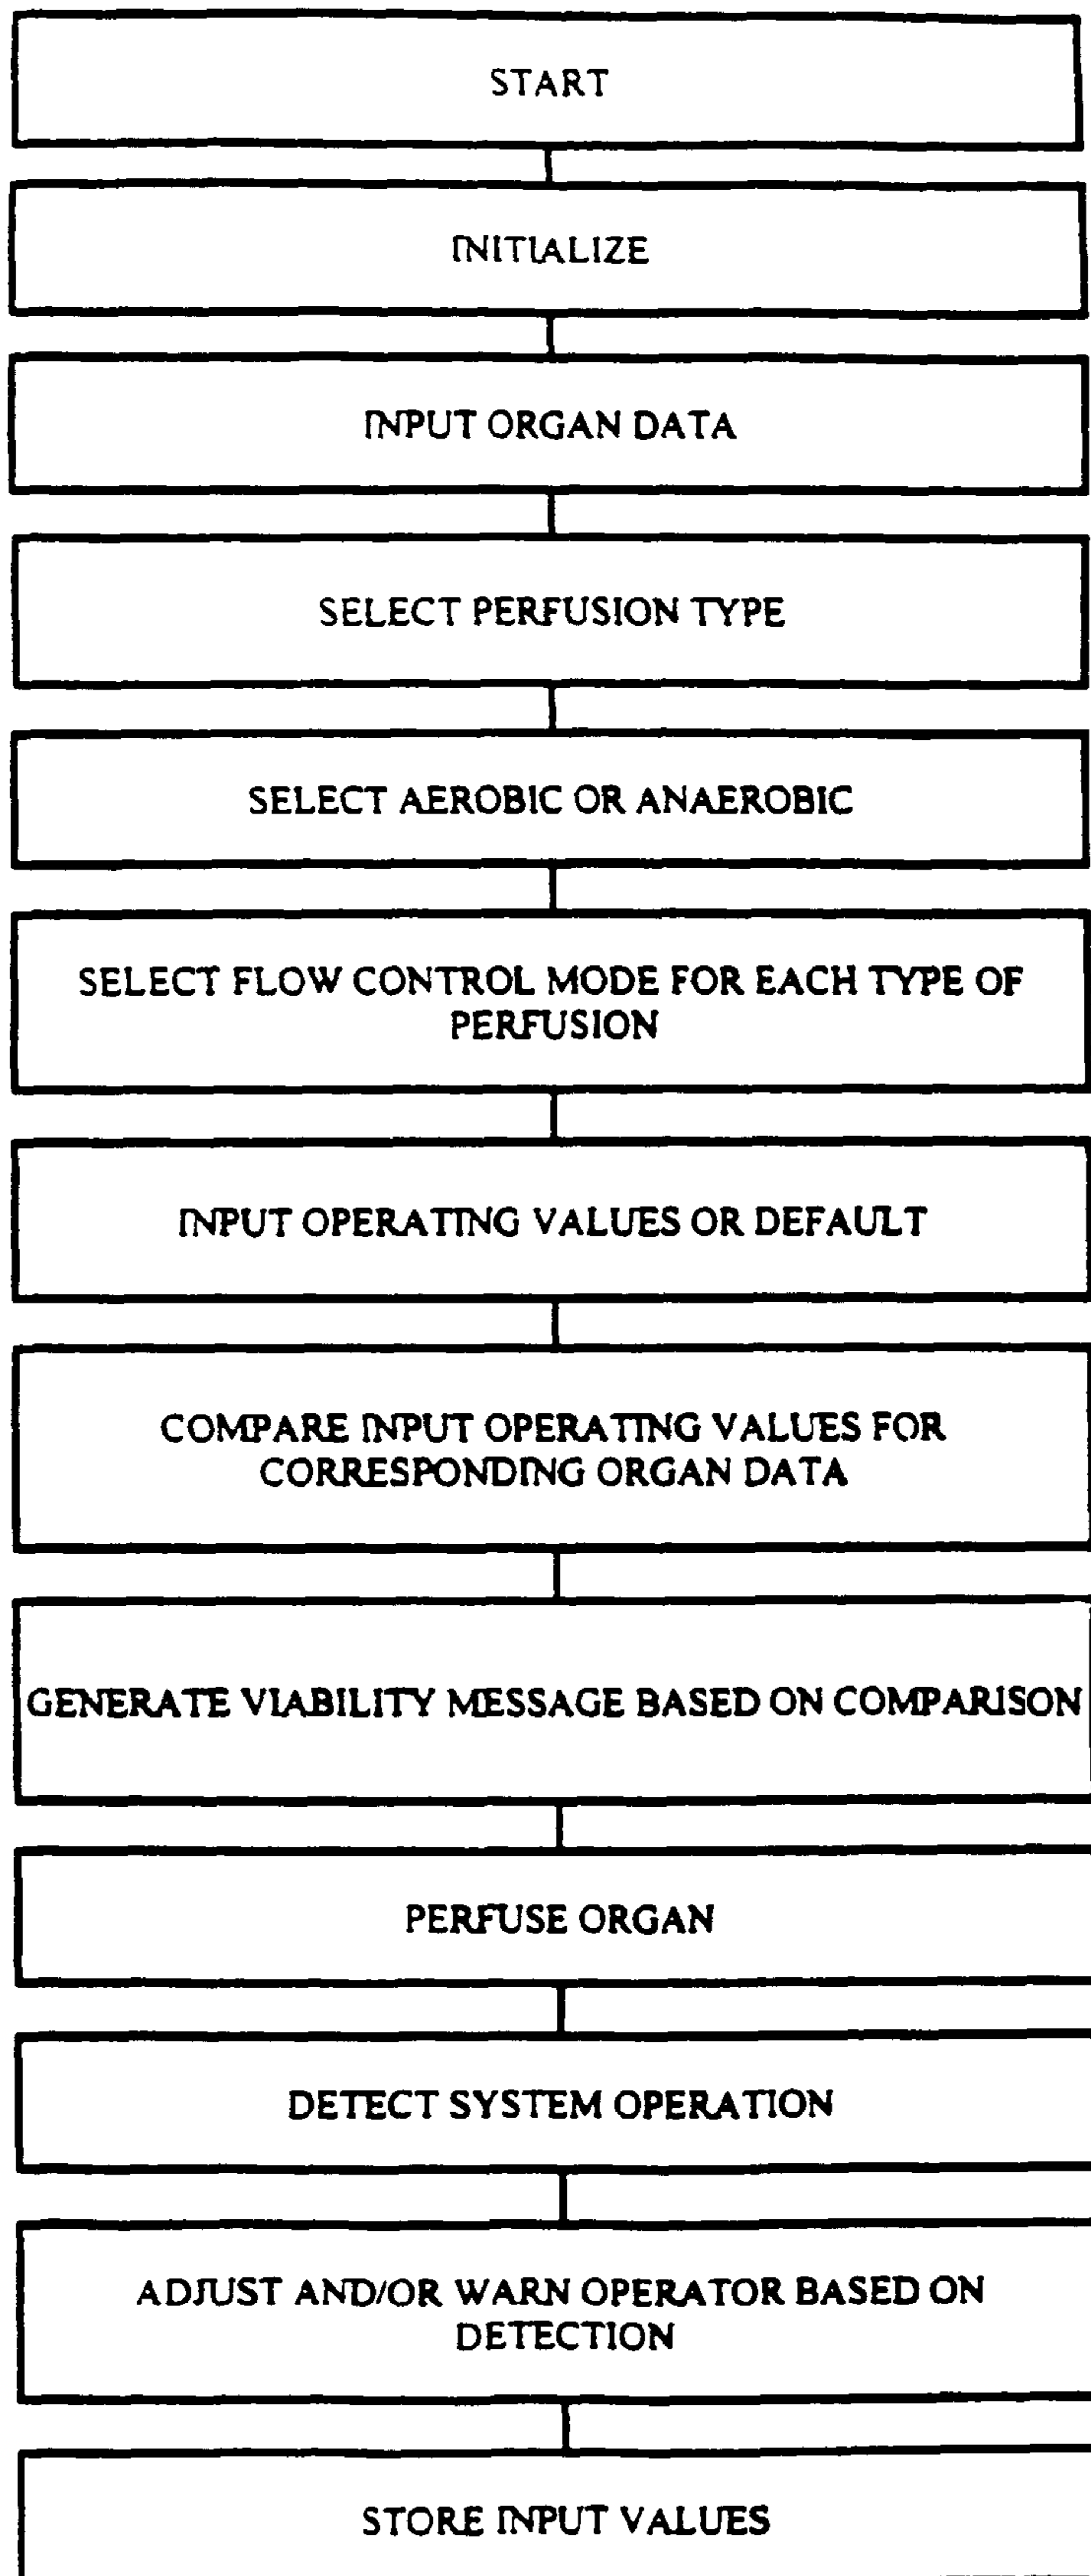 START
INITIALIZE
INPUT ORGAN DATA
SELECT PERFUSION TYPE
SELECT AEROBIC OR ANAEROBIC
SELECT FLOW CONTROL MODE FOR EACH TYPE OF
PERFUSION
INPUT OPERATING VALUES OR DEFAULT
COMPARE INPUT OPERATING VALUES FOR
CORRESPONDING ORGAN DATA
GENERATE VIABILITY MESSAGE BASED ON COMPARISON
PERFUSE ORGAN
DETECT SYSTEM OPERATION
ADJUST AND/OR WARN OPERATOR BASED ON
DETECTION
STORE INPUT VALUES